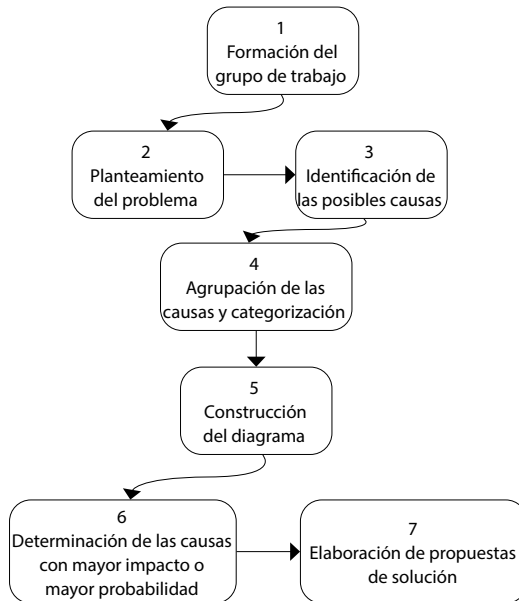 1
Formación del
grupo de trabajo
2
Planteamiento
del problema
3
Identificación de
las posibles causas
4
Agrupación de las
causas y categorización
5
Construcción
del diagrama
6
Determinación de las causas
con mayor impacto o
mayor probabilidad
7
Elaboración de propuestas
de solución